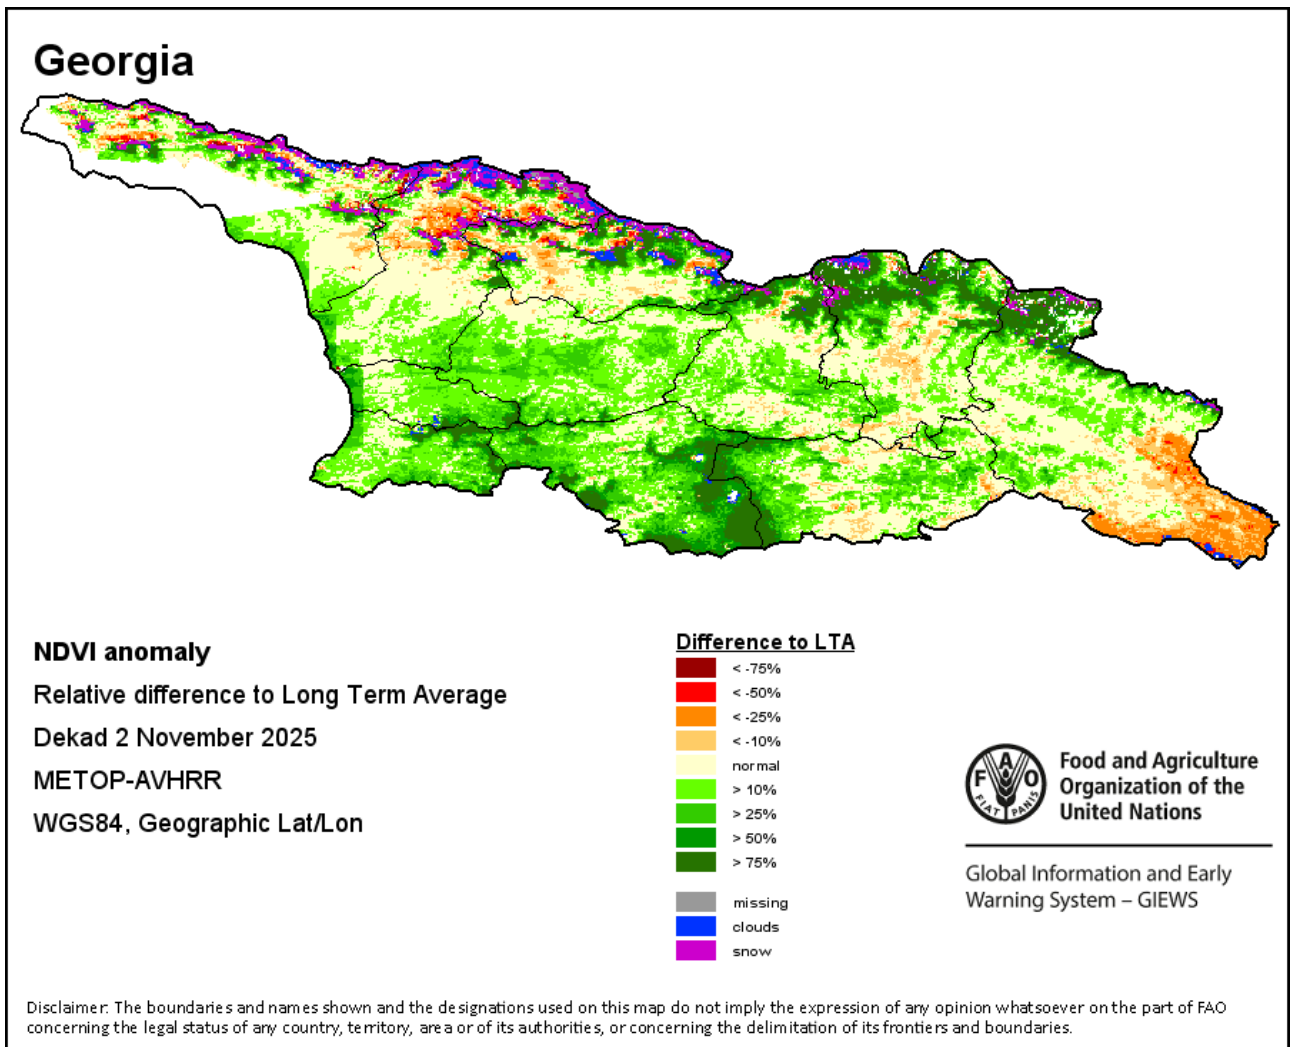 Georgia
NDVI anomaly
Relative difference to Long Term Average
Dekad 2 November 2025
METOP-AVHRR
WGS84, Geographic Lat/Lon
Difference to LTA
< -75%
< -50%
< -25%
< -10%
normal
> 10%
> 25%
> 50%
> 75%
missing
clouds
snow
F A O
FIAT PANIS
Food and Agriculture
Organization of the
United Nations
Global Information and Early
Warning System – GIEWS
Disclaimer: The boundaries and names shown and the designations used on this map do not imply the expression of any opinion whatsoever on the part of FAO
concerning the legal status of any country, territory, area or of its authorities, or concerning the delimitation of its frontiers and boundaries.